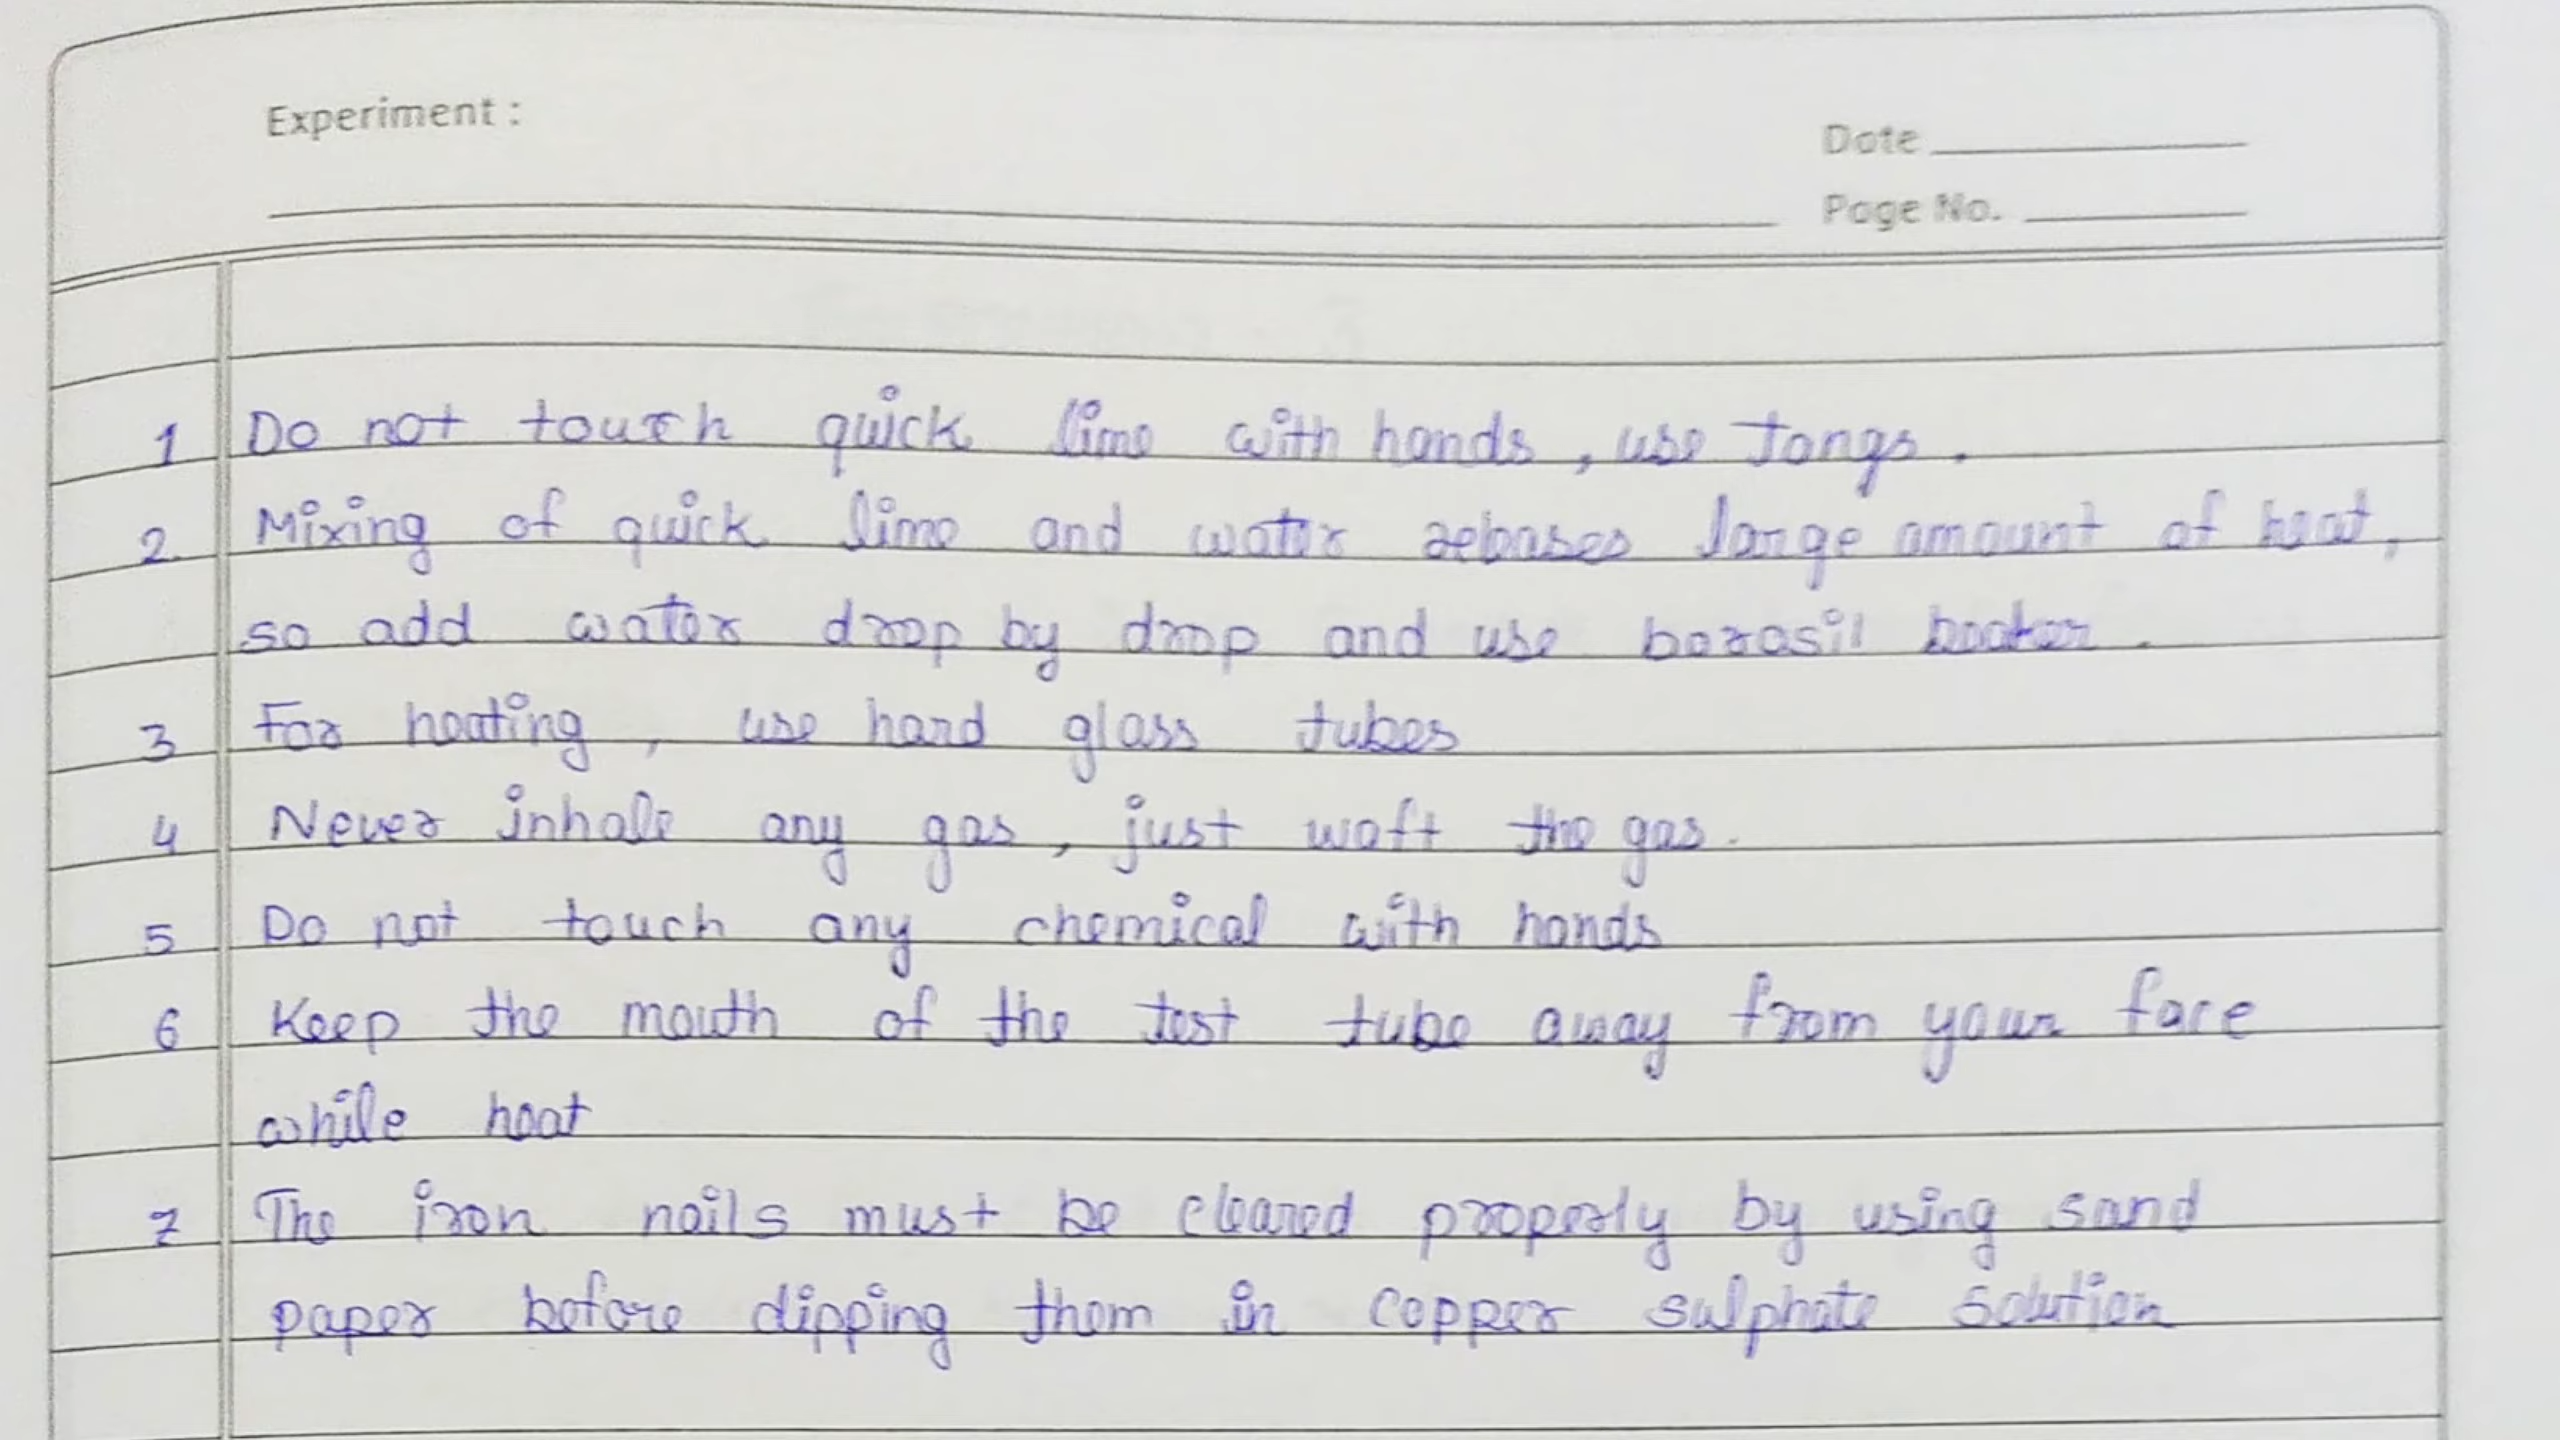 Experiment :
Date
Page No.
1 Do not touch quick lime with hands , use tongs .
2. Mixing of quick lime and water releases large amount of heat,
so add water drop by drop and use borosil beaker .
3 For heating , use hard glass tubes
4 Never inhale any gas , just waft the gas .
5 Do not touch any chemical with hands
6 Keep the mouth of the test tube away from your face
while heat
7 The iron nails must be cleared properly by using sand
paper before dipping them in copper sulphate solution